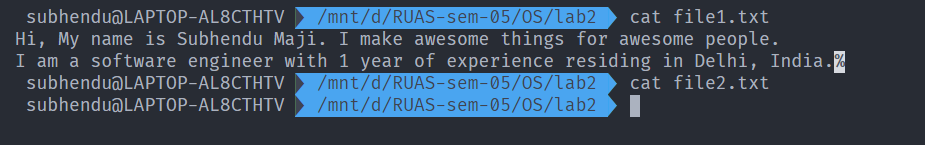 subhendu@LAPTOP-AL8CTHTV /mnt/d/RUAS-sem-05/OS/lab2 cat file1.txt
Hi, My name is Subhendu Maji. I make awesome things for awesome people.
I am a software engineer with 1 year of experience residing in Delhi, India.%
subhendu@LAPTOP-AL8CTHTV /mnt/d/RUAS-sem-05/OS/lab2 cat file2.txt
subhendu@LAPTOP-AL8CTHTV /mnt/d/RUAS-sem-05/OS/lab2